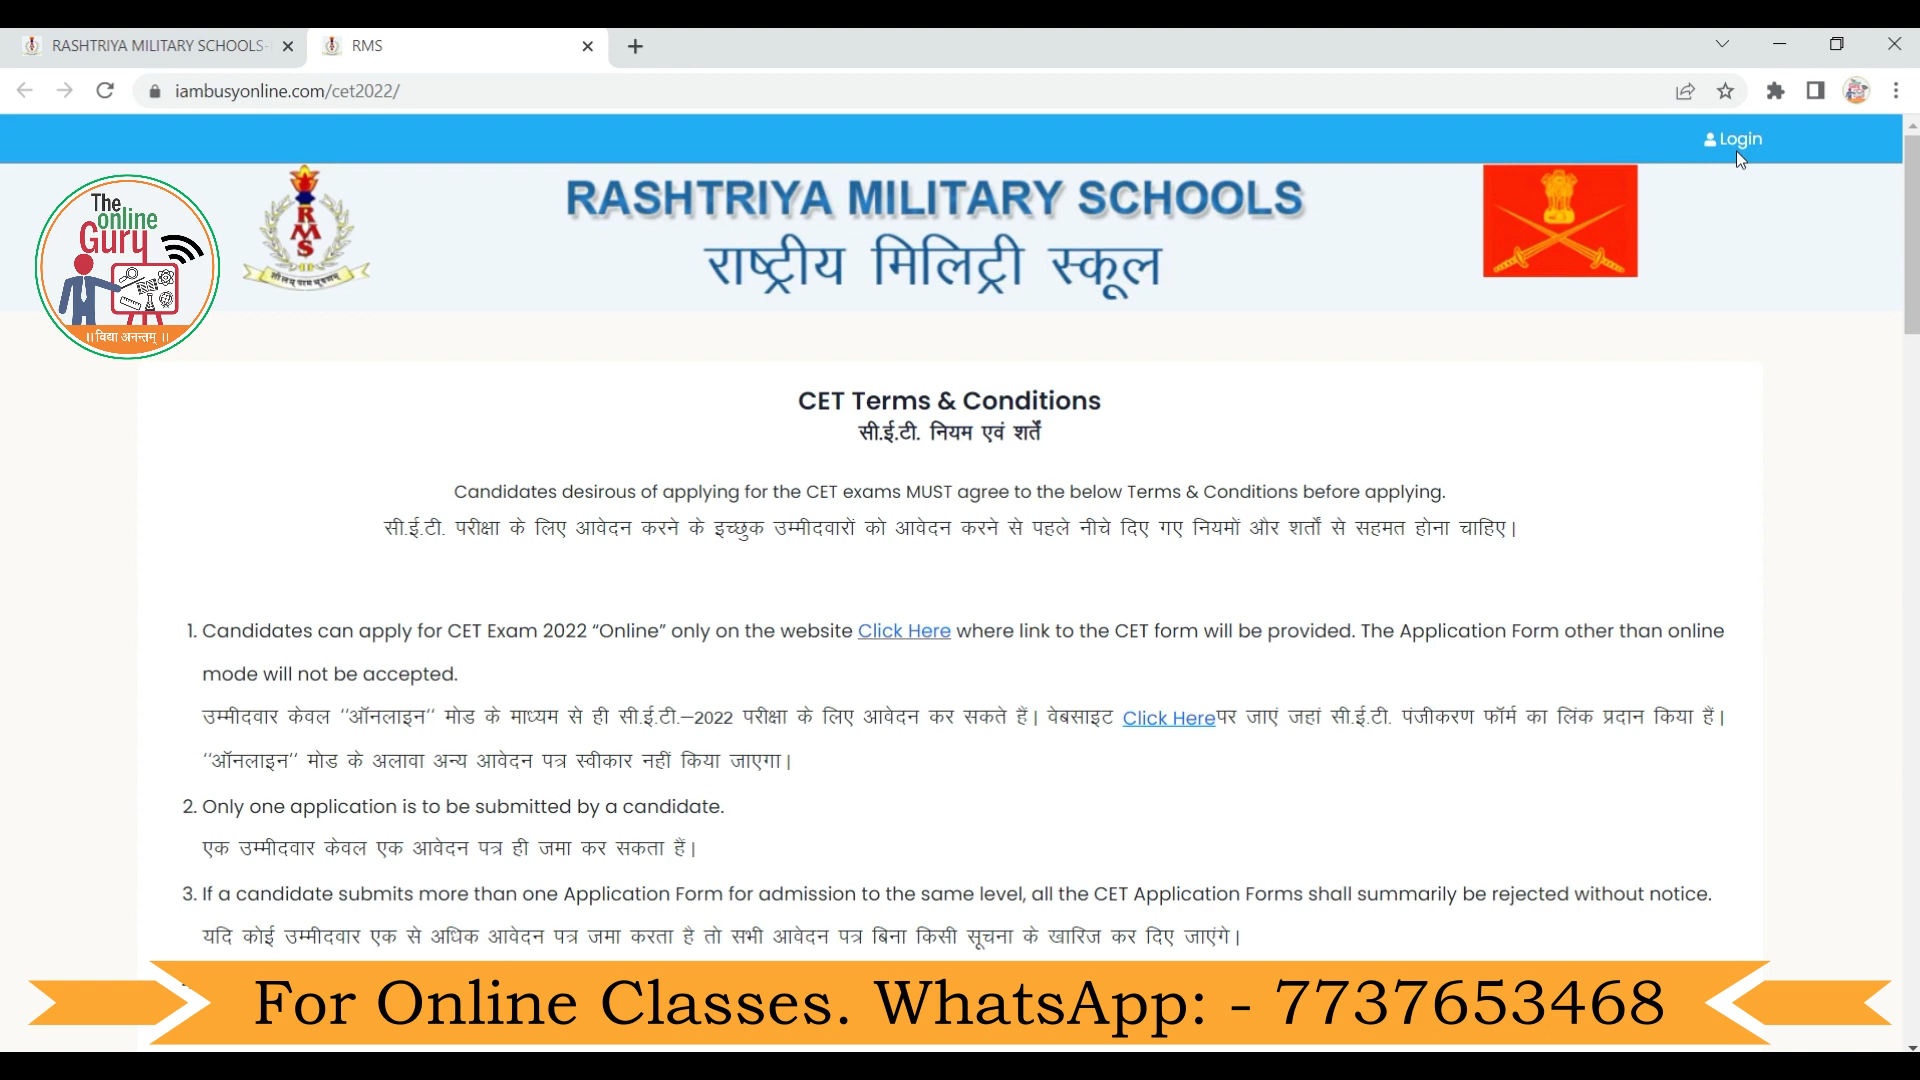 RASHTRIYA MILITARY SCHOOLS-
RMS
iambusyonline.com/cet2022/
Login
The
online
Guru
।। विद्या अनन्तम् ।।
RMS
RASHTRIYA MILITARY SCHOOLS
राष्ट्रीय मिलिट्री स्कूल
CET Terms & Conditions
सी.ई.टी. नियम एवं शर्तें
Candidates desirous of applying for the CET exams MUST agree to the below Terms & Conditions before applying.
सी.ई.टी. परीक्षा के लिए आवेदन करने के इच्छुक उम्मीदवारों को आवेदन करने से पहले नीचे दिए गए नियमों और शर्तों से सहमत होना चाहिए।
1. Candidates can apply for CET Exam 2022 “Online” only on the website Click Here where link to the CET form will be provided. The Application Form other than online
mode will not be accepted.
उम्मीदवार केवल ‘‘ऑनलाइन‘‘ मोड के माध्यम से ही सी.ई.टी.–2022 परीक्षा के लिए आवेदन कर सकते हैं। वेबसाइट Click Hereपर जाएं जहां सी.ई.टी. पंजीकरण फॉर्म का लिंक प्रदान किया हैं।
‘‘ऑनलाइन‘‘ मोड के अलावा अन्य आवेदन पत्र स्वीकार नहीं किया जाएगा।
2. Only one application is to be submitted by a candidate.
एक उम्मीदवार केवल एक आवेदन पत्र ही जमा कर सकता हैं।
3. If a candidate submits more than one Application Form for admission to the same level, all the CET Application Forms shall summarily be rejected without notice.
यदि कोई उम्मीदवार एक से अधिक आवेदन पत्र जमा करता है तो सभी आवेदन पत्र बिना किसी सूचना के खारिज कर दिए जाएंगे।
For Online Classes. WhatsApp: - 7737653468